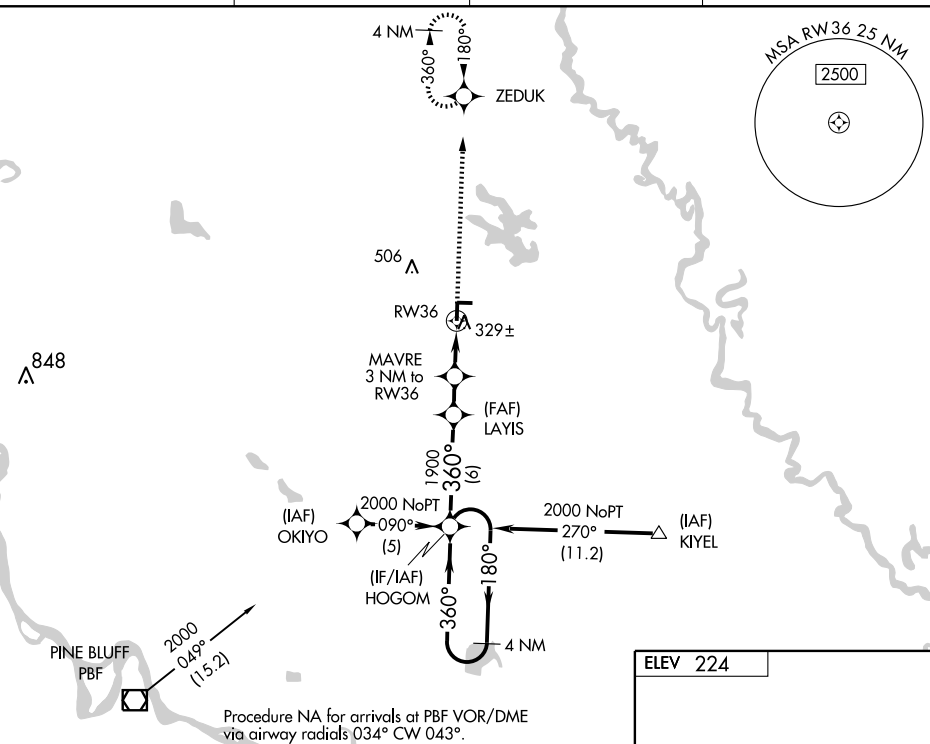 4 NM
360°
180°
ZEDUK
MSA RW36 25 NM
2500
506
RW36
329±
848
MAVRE
3 NM to
RW36
(FAF)
LAYIS
1900
360°
(6)
(IAF)
OKIYO
2000 NoPT
090°
(5)
2000 NoPT
270°
(11.2)
(IAF)
KIYEL
(IF/IAF)
HOGOM
360°
180°
4 NM
PINE BLUFF
PBF
2000
049°
(15.2)
ELEV 224
Procedure NA for arrivals at PBF VOR/DME
via airway radials 034° CW 043°.